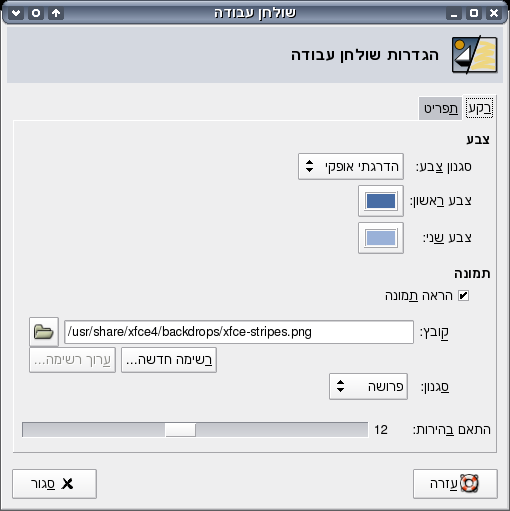 שולחן עבודה
הגדרות שולחן עבודה
רקע תפריט
צבע
סגנון צבע: הדרגתי אופקי
צבע ראשון:
צבע שני:
תמונה
הראה תמונה
קובץ: /usr/share/xfce4/backdrops/xfce-stripes.png
רשימה חדשה... ערוך רשימה...
סגנון: פרושה
התאם בהירות: 12
עזרה סגור